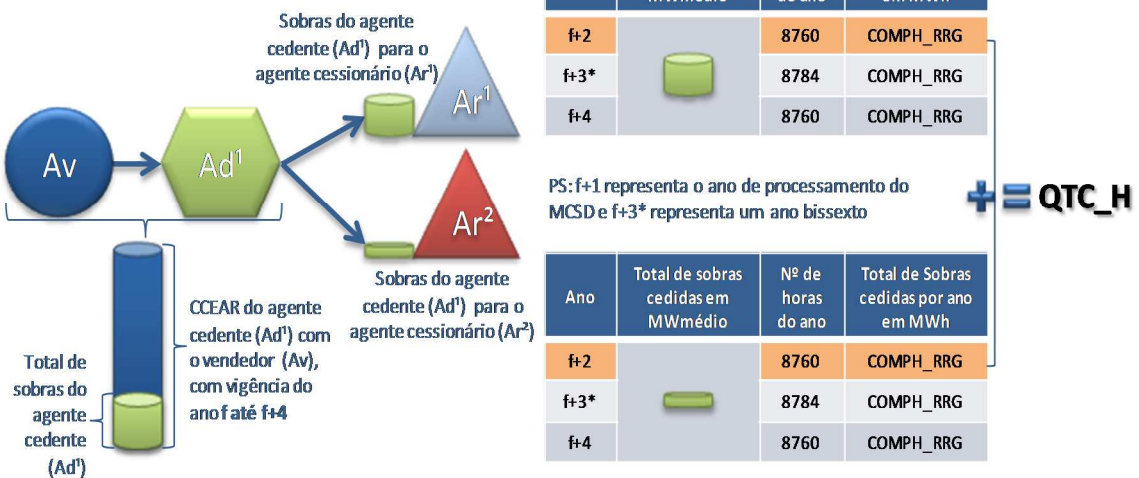 Sobras do agente
cedente (Ad¹) para o
agente cessionário (Ar¹)
Av
Ad¹
Ar¹
Ar²
Sobras do agente
cedente (Ad¹) para o
agente cessionário (Ar²)
CCEAR do agente
cedente (Ad¹) com
o vendedor (Av),
com vigência do
ano f até f+4
Total de
sobras do
agente
cedente
(Ad¹)
MWmédio do ano em MWh
f+2 8760 COMPH_RRG
f+3* 8784 COMPH_RRG
f+4 8760 COMPH_RRG
PS: f+1 representa o ano de processamento do
MCSD e f+3* representa um ano bissexto
+ = QTC_H
Ano
Total de sobras
cedidas em
MWmédio
Nº de
horas
do ano
Total de Sobras
cedidas por ano
em MWh
f+2 8760 COMPH_RRG
f+3* 8784 COMPH_RRG
f+4 8760 COMPH_RRG